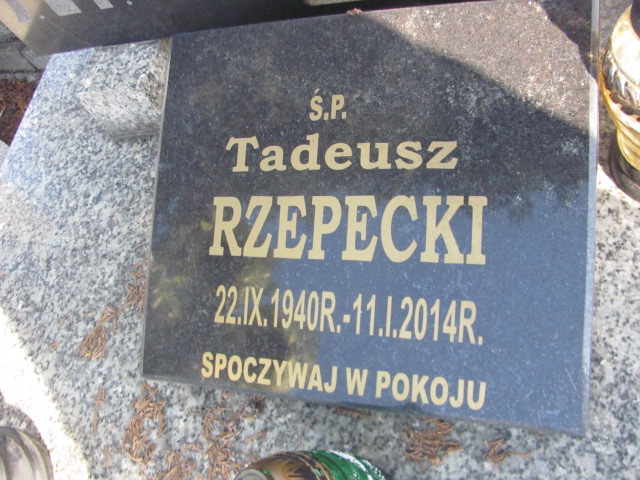 Ś.P.
Tadeusz
RZEPECKI
22.IX.1940R.-11.I.2014R.
SPOCZYWAJ W POKOJU